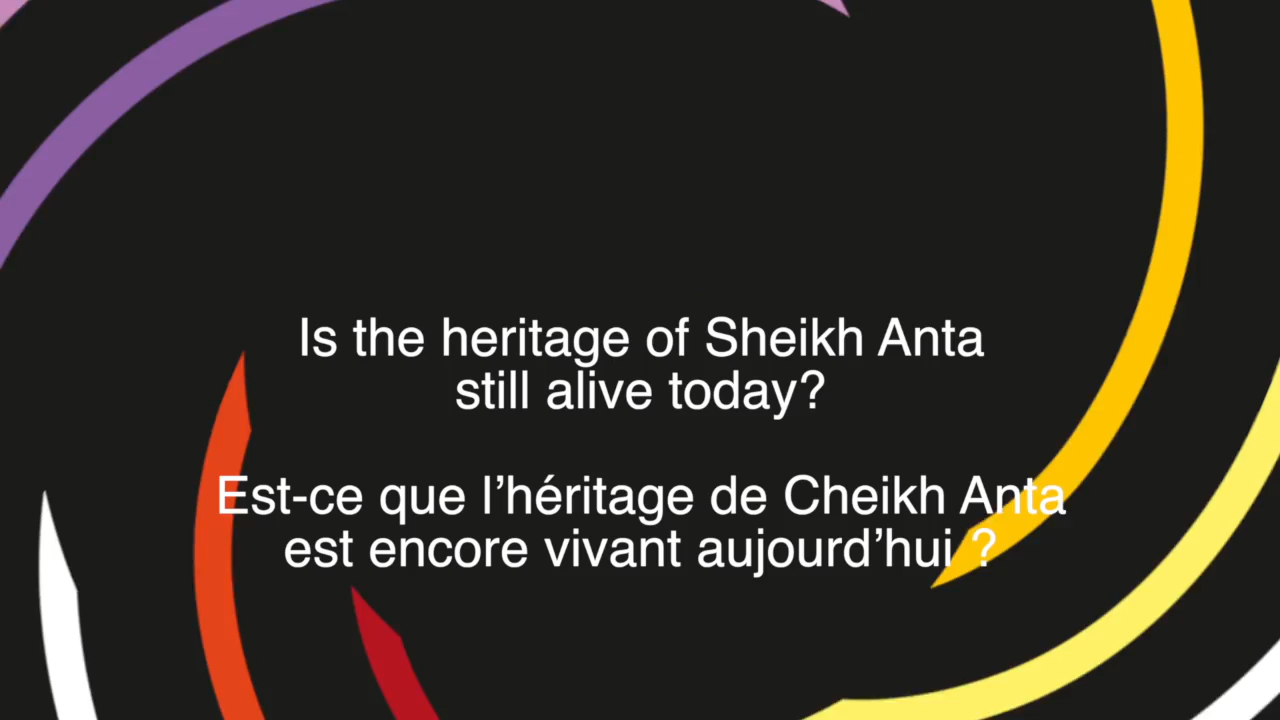 Is the heritage of Sheikh Anta
still alive today?
Est-ce que l’héritage de Cheikh Anta
est encore vivant aujourd’hui ?